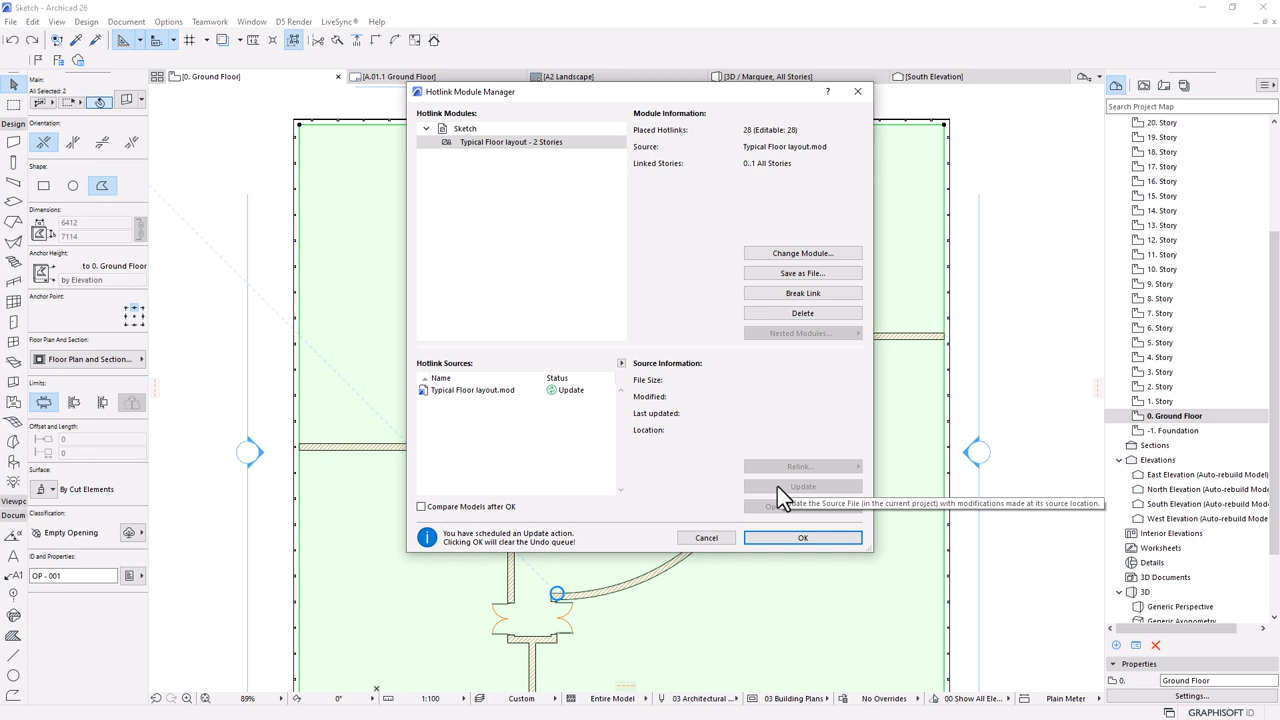 Sketch - Archicad 26
File Edit View Design Document Options Teamwork Window D5 Render LiveSync® Help
[0. Ground Floor]
[A.01.1 Ground Floor]
[A2 Landscape]
[3D / Marquee, All Stories]
[South Elevation]
Main:
All Selected: 2
Design
Orientation:
Shape:
Dimensions:
6412
7114
Anchor Height:
to 0. Ground Floor
by Elevation
Anchor Point:
Floor Plan And Section:
Floor Plan and Section...
Limits:
Offset and Length:
0
0
Surface:
By Cut Elements
Viewpc
Docum
Classification:
Empty Opening
ID and Properties:
OP - 001
Hotlink Module Manager
?
Hotlink Modules:
Sketch
Typical Floor layout - 2 Stories
Module Information:
Placed Hotlinks: 28 (Editable: 28)
Source: Typical Floor layout.mod
Linked Stories: 0..1 All Stories
Change Module...
Save as File...
Break Link
Delete
Nested Modules...
Hotlink Sources:
Name Status
Typical Floor layout.mod Update
Source Information:
File Size:
Modified:
Last updated:
Location:
Relink...
Update
date the Source File (in the current project) with modifications made at its source location.
Compare Models after OK
You have scheduled an Update action.
Clicking OK will clear the Undo queue!
Cancel
OK
Search Project Map
20. Story
19. Story
18. Story
17. Story
16. Story
15. Story
14. Story
13. Story
12. Story
11. Story
10. Story
9. Story
8. Story
7. Story
6. Story
5. Story
4. Story
3. Story
2. Story
1. Story
0. Ground Floor
-1. Foundation
Sections
Elevations
East Elevation (Auto-rebuild Model)
North Elevation (Auto-rebuild Mode
South Elevation (Auto-rebuild Mode
West Elevation (Auto-rebuild Mode
Interior Elevations
Worksheets
Details
3D Documents
3D
Generic Perspective
Generic Axonometry
Properties
0. Ground Floor
Settings...
89% 0° 1:100 Custom Entire Model 03 Architectural ... 03 Building Plans No Overrides 00 Show All Ele... Plain Meter
GRAPHISOFT ID